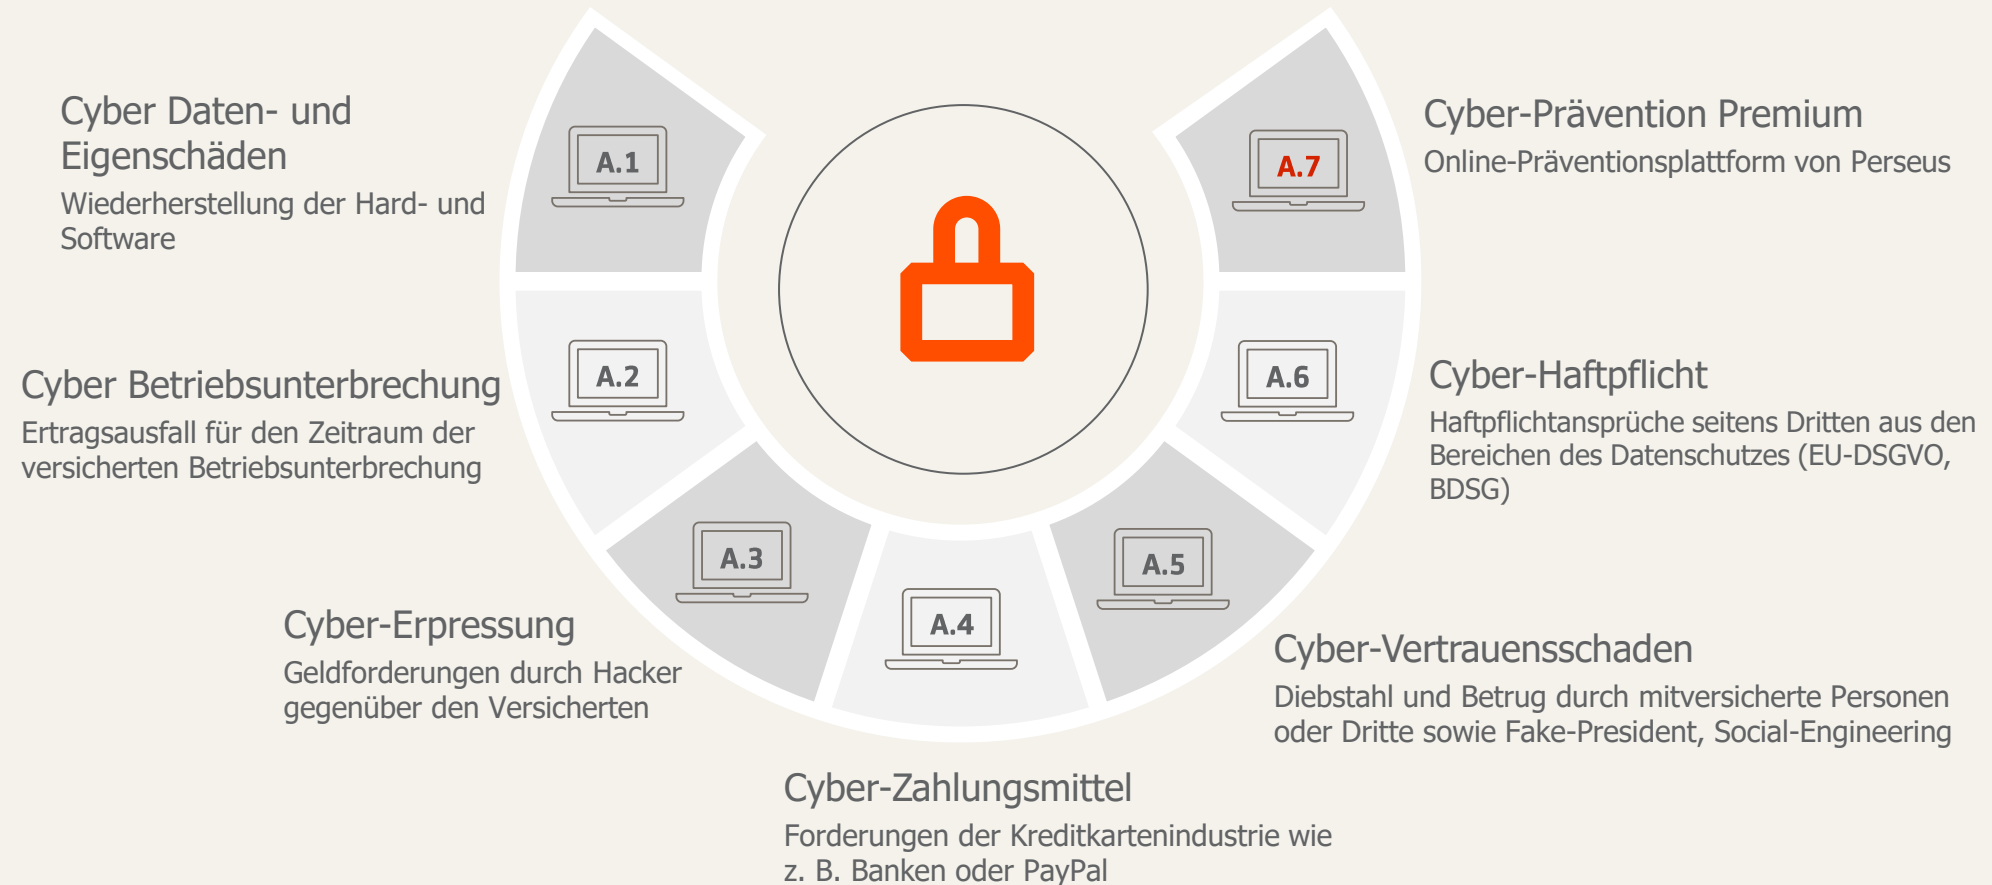 A.1
Cyber Daten- und
Eigenschäden
Wiederherstellung der Hard- und
Software
A.2
Cyber Betriebsunterbrechung
Ertragsausfall für den Zeitraum der
versicherten Betriebsunterbrechung
A.3
Cyber-Erpressung
Geldforderungen durch Hacker
gegenüber den Versicherten
A.4
Cyber-Zahlungsmittel
Forderungen der Kreditkartenindustrie wie
z. B. Banken oder PayPal
A.5
Cyber-Vertrauensschaden
Diebstahl und Betrug durch mitversicherte Personen
oder Dritte sowie Fake-President, Social-Engineering
A.6
Cyber-Haftpflicht
Haftpflichtansprüche seitens Dritten aus den
Bereichen des Datenschutzes (EU-DSGVO,
BDSG)
A.7
Cyber-Prävention Premium
Online-Präventionsplattform von Perseus